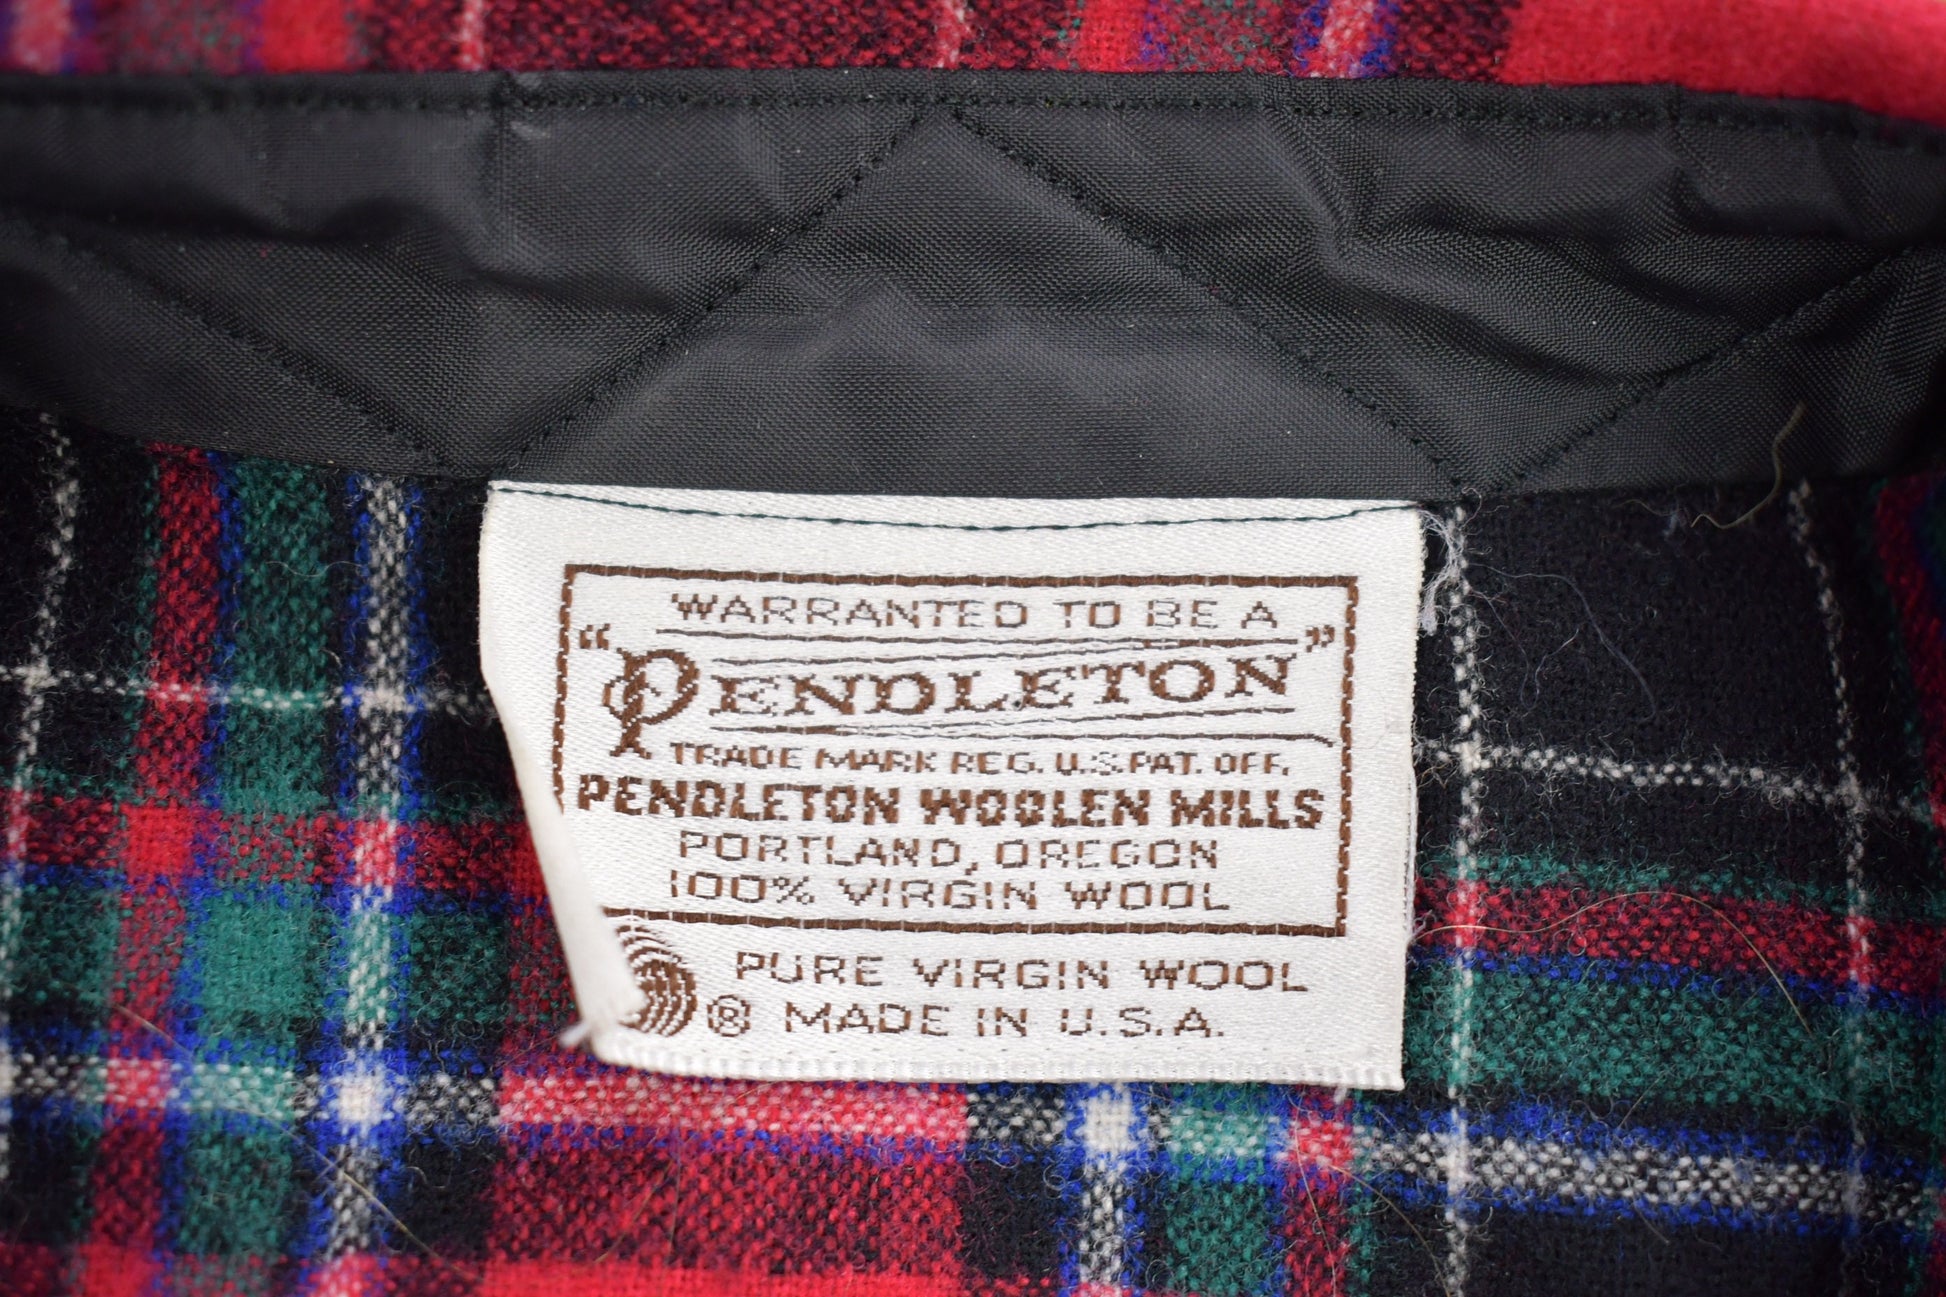 WARRANTED TO BE A
"PENDLETON"
TRADE MARK REG. U.S. PAT. OFF.
PENDLETON WOOLEN MILLS
PORTLAND, OREGON
100% VIRGIN WOOL
PURE VIRGIN WOOL
® MADE IN U.S.A.